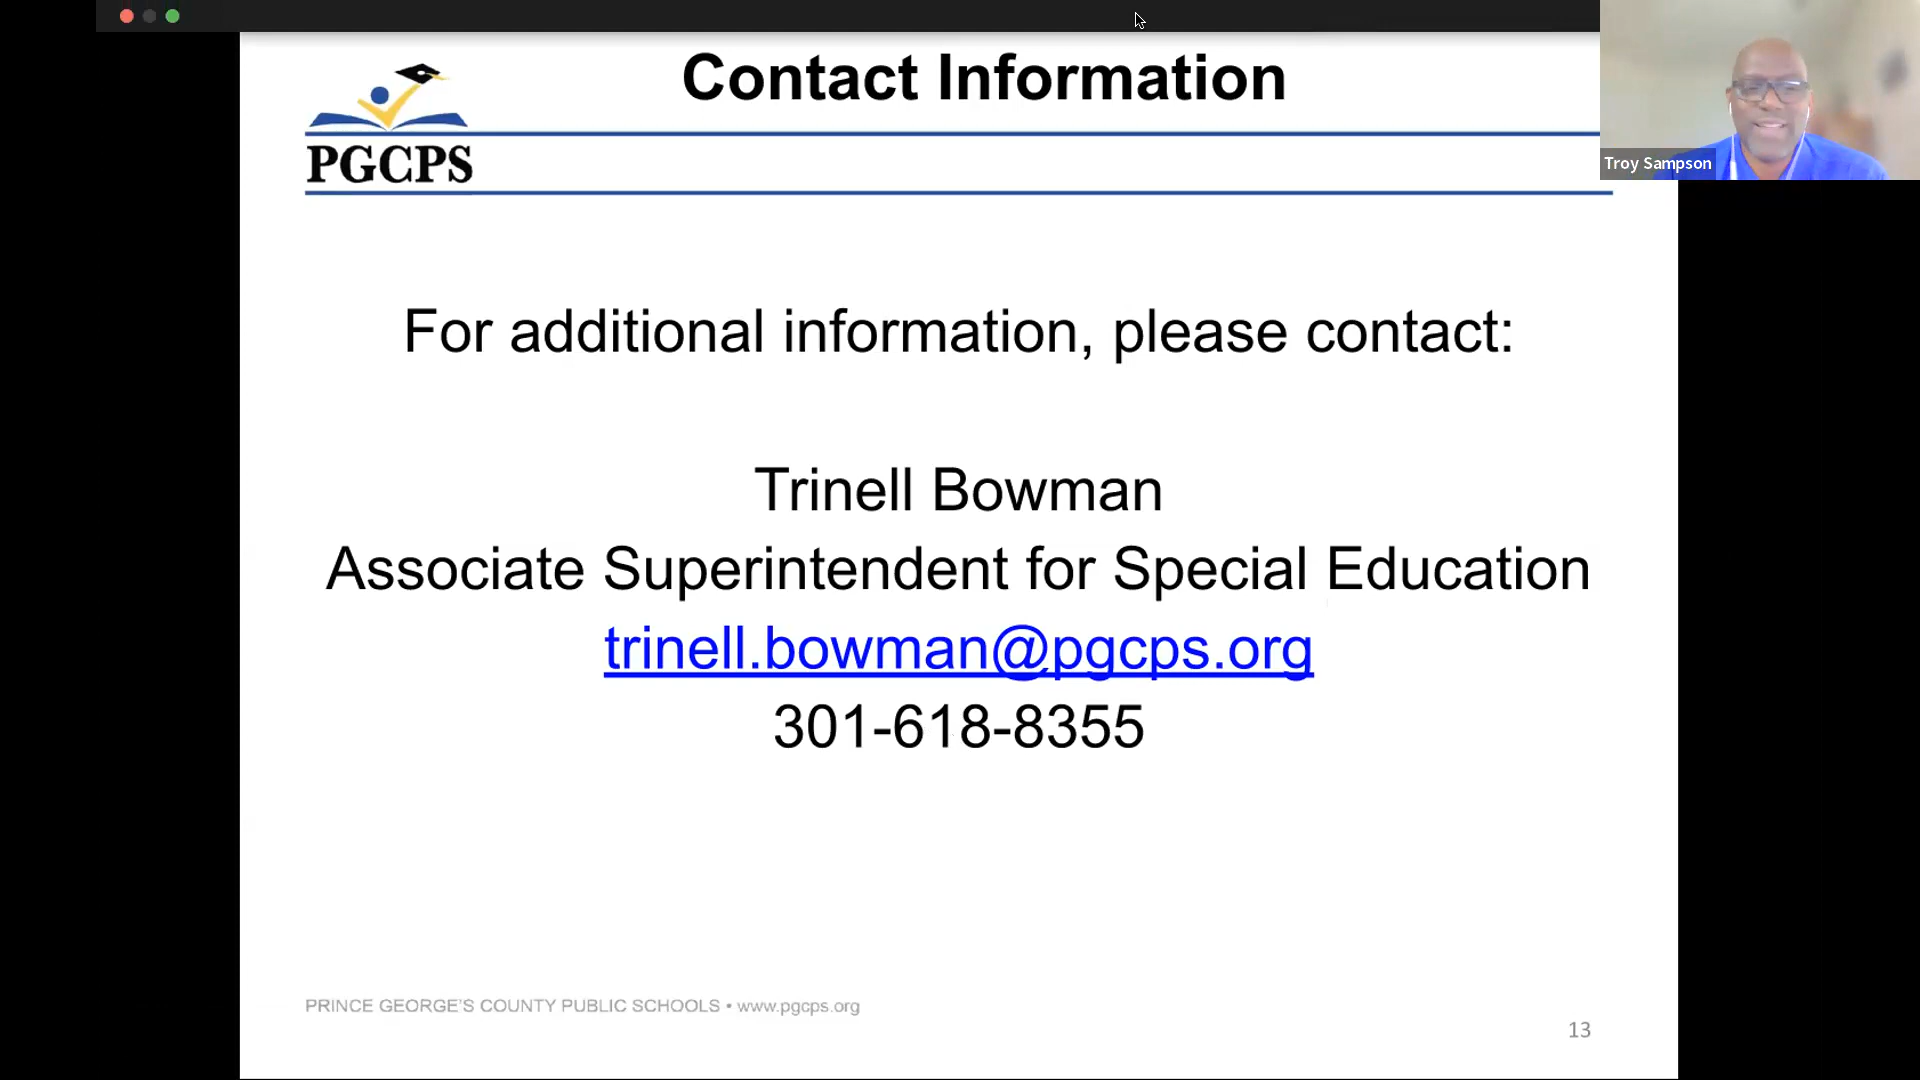 Contact Information
PGCPS
Troy Sampson
For additional information, please contact:
Trinell Bowman
Associate Superintendent for Special Education
trinell.bowman@pgcps.org
301-618-8355
PRINCE GEORGE'S COUNTY PUBLIC SCHOOLS • www.pgcps.org
13